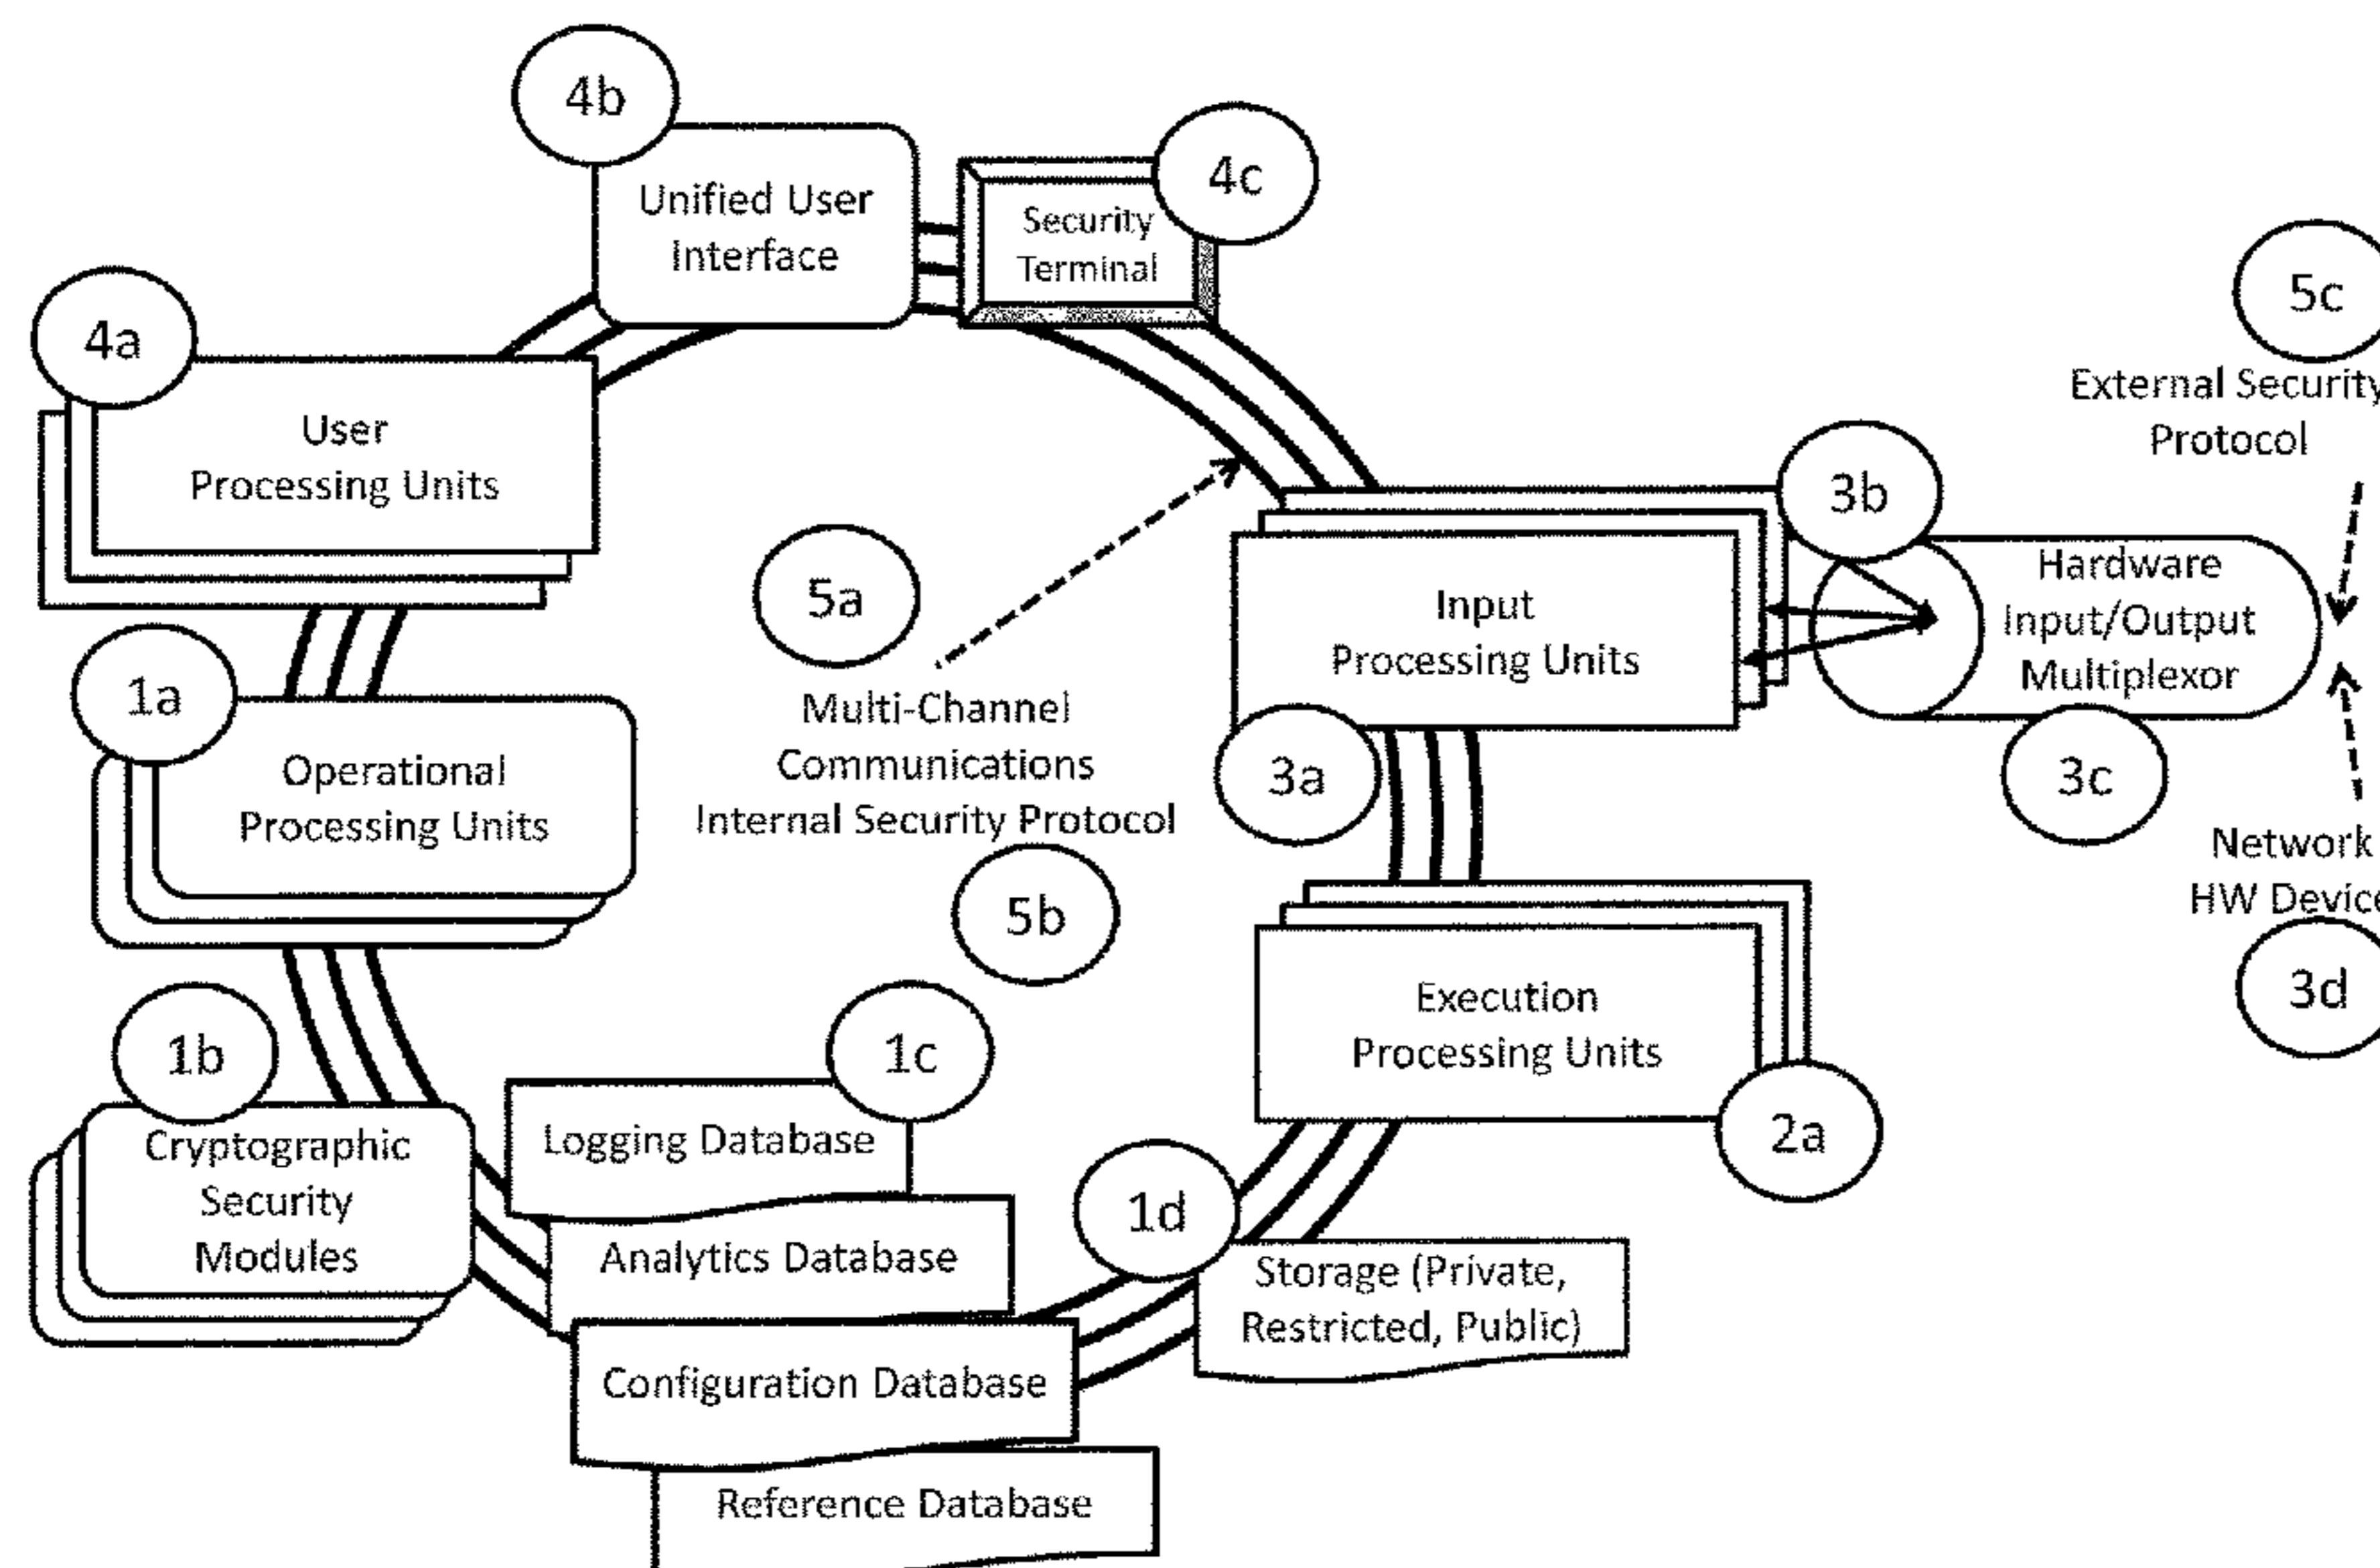 4b
Unified User
Interface
4c
Security
Terminal
5c
External Security
Protocol
4a
User
Processing Units
3b
Hardware
Input/Output
Multiplexor
3c
5a
Multi-Channel
Communications
Internal Security Protocol
5b
Input
Processing Units
3a
Network
HW Device
3d
1a
Operational
Processing Units
Execution
Processing Units
2a
1b
Cryptographic
Security
Modules
1c
Logging Database
Analytics Database
Configuration Database
Reference Database
1d
Storage (Private,
Restricted, Public)